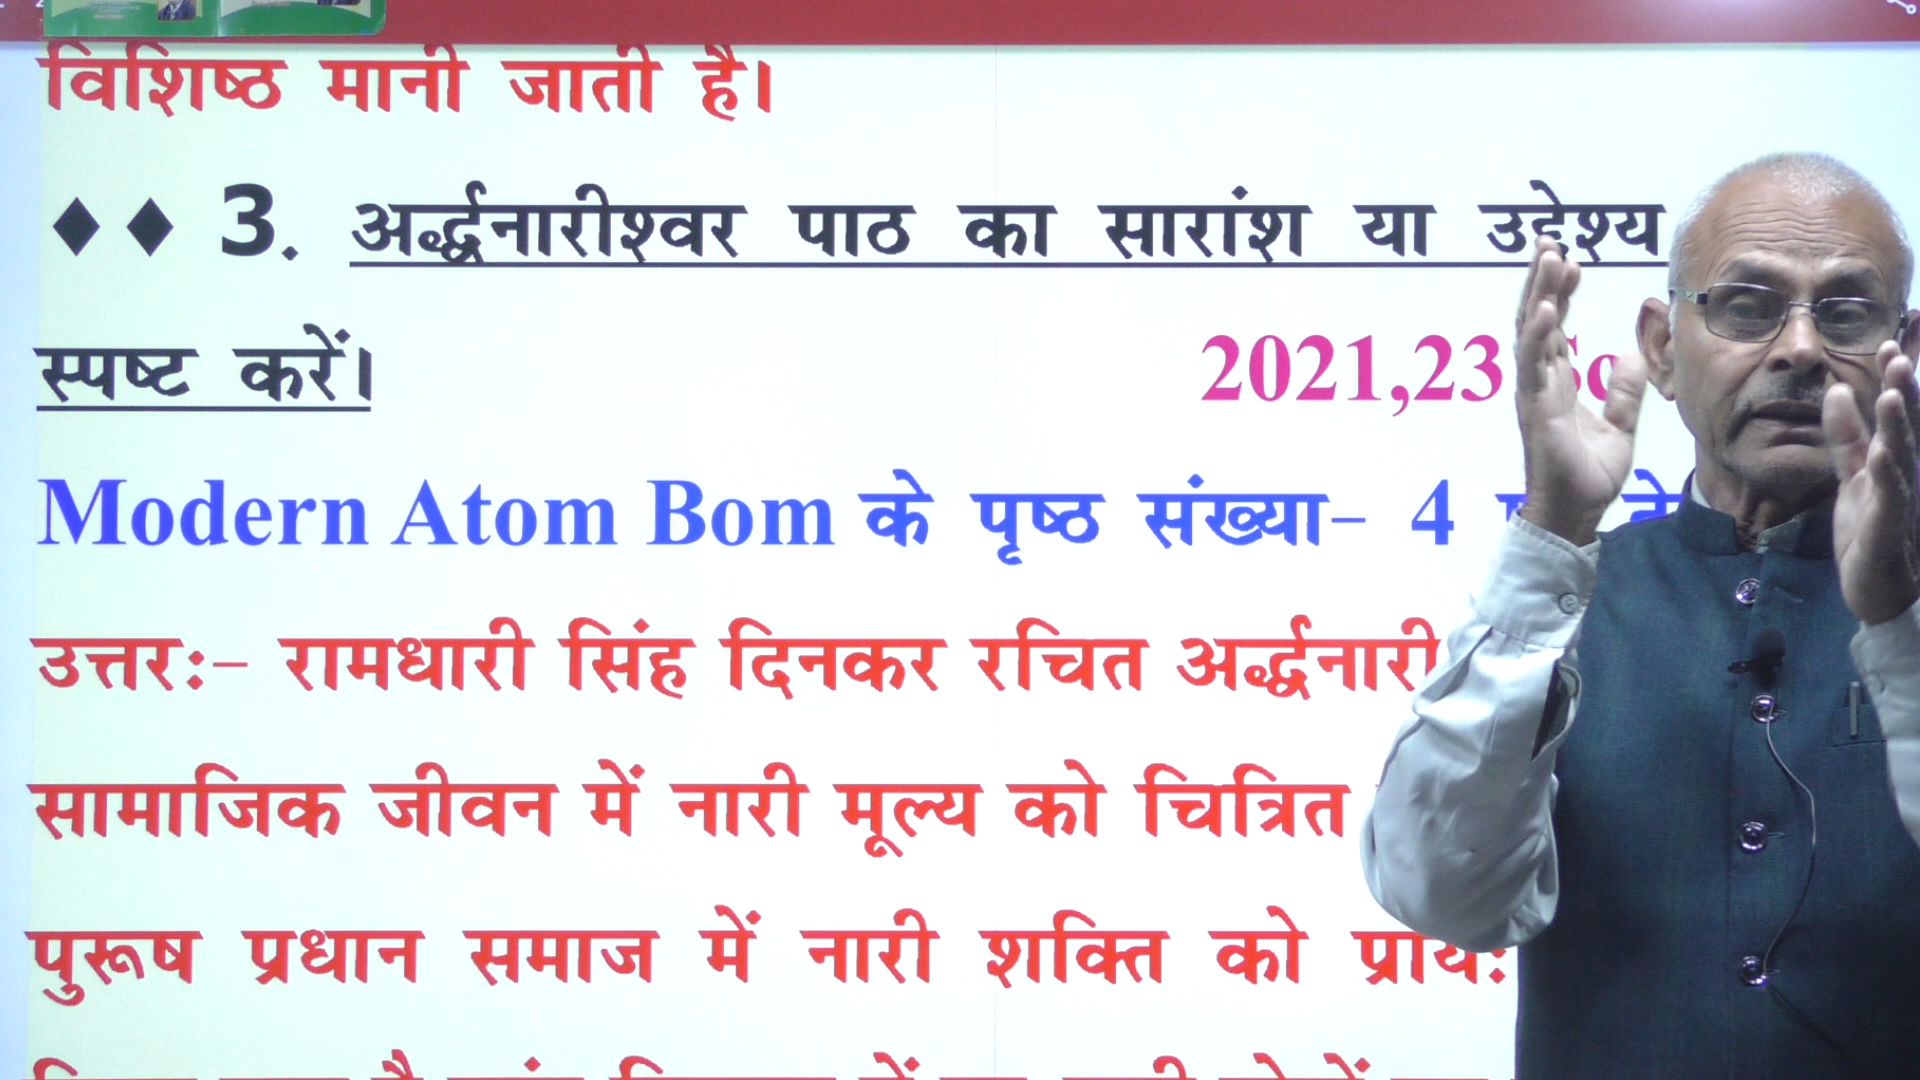 विशिष्ठ मानी जाती है।
♦♦ 3. अर्द्धनारीश्वर पाठ का सारांश या उद्देश्य
स्पष्ट करें। 2021,23
Modern Atom Bom के पृष्ठ संख्या- 4
उत्तरः- रामधारी सिंह दिनकर रचित अर्द्धनारी
सामाजिक जीवन में नारी मूल्य को चित्रित
पुरूष प्रधान समाज में नारी शक्ति को प्रायः